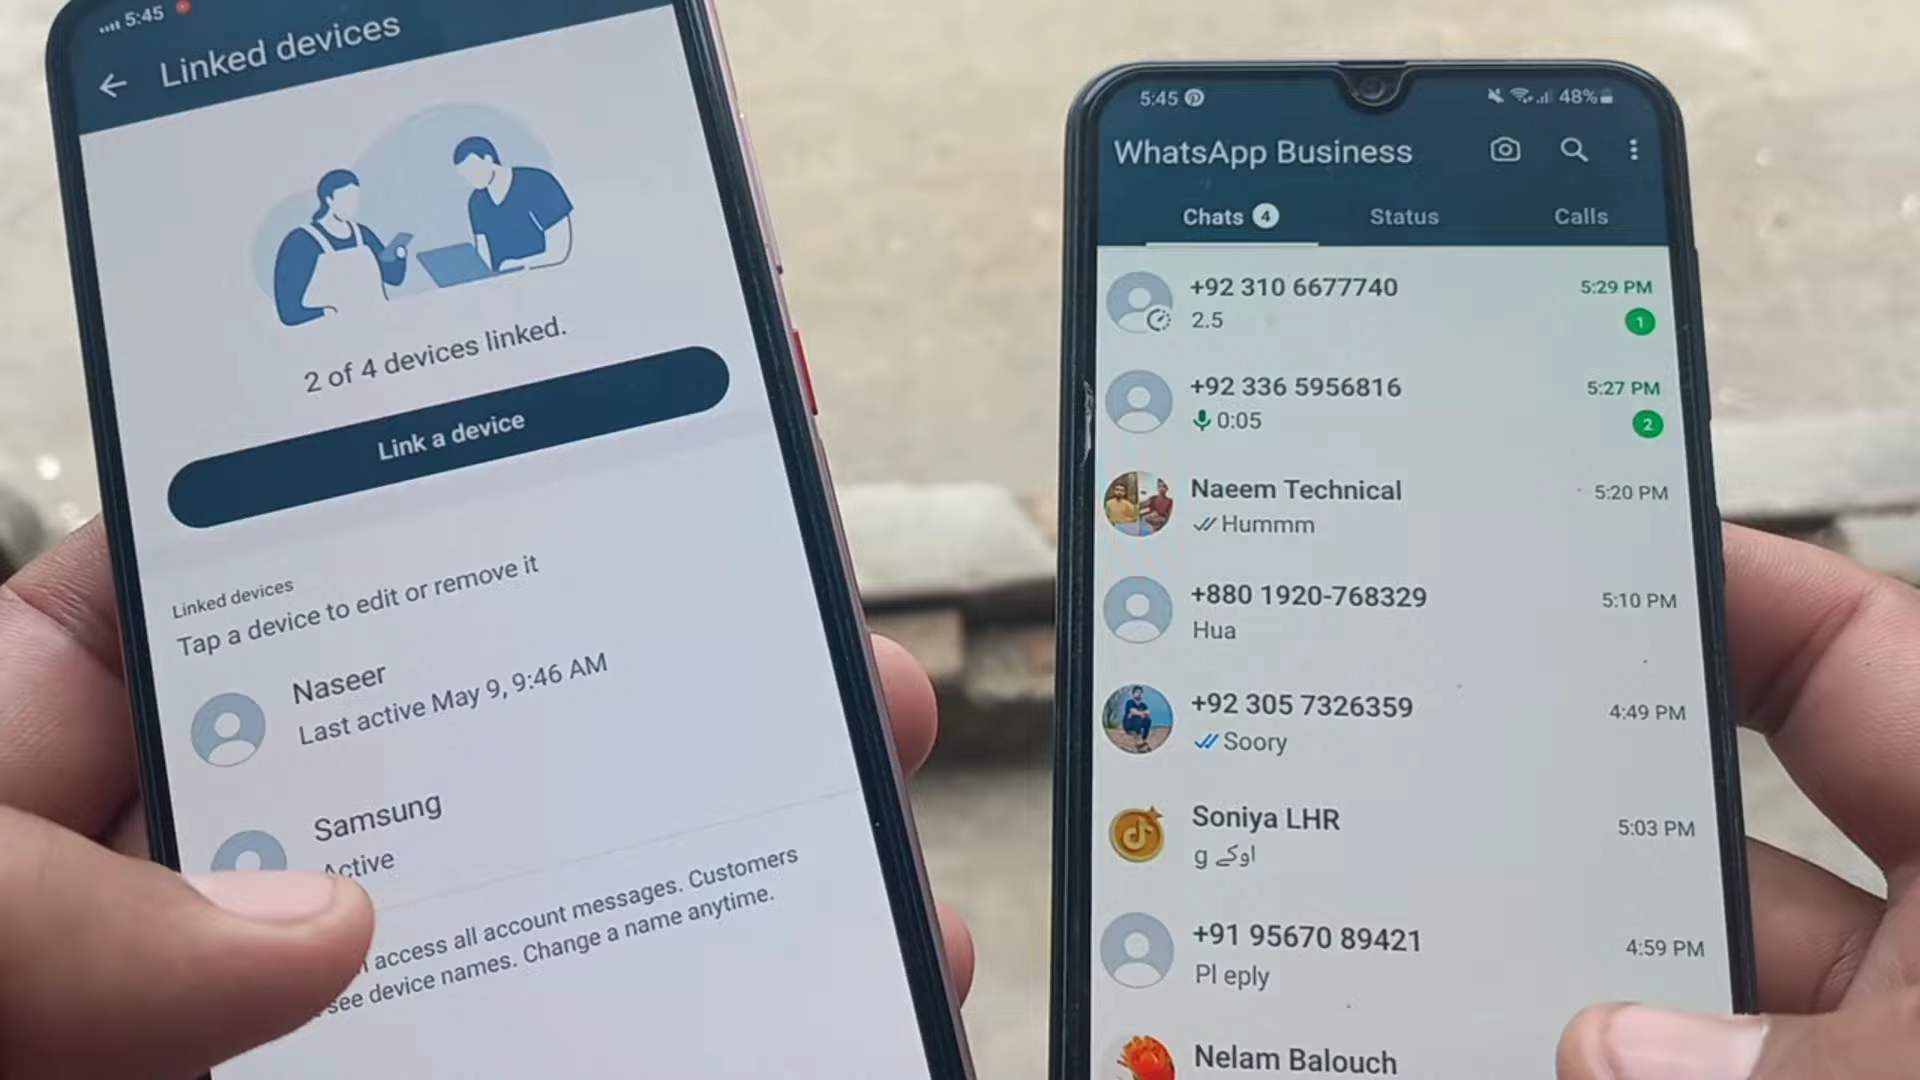 5:45
Linked devices
2 of 4 devices linked.
Link a device
Linked devices
Tap a device to edit or remove it
Naseer
Last active May 9, 9:46 AM
Samsung
Active
access all account messages. Customers
see device names. Change a name anytime.
5:45
48%
WhatsApp Business
Chats 4 Status Calls
+92 310 6677740 5:29 PM
2.5 1
+92 336 5956816 5:27 PM
0:05 2
Naeem Technical 5:20 PM
Hummm
+880 1920-768329 5:10 PM
Hua
+92 305 7326359 4:49 PM
Soory
Soniya LHR 5:03 PM
اوکے g
+91 95670 89421 4:59 PM
Pl eply
Nelam Balouch